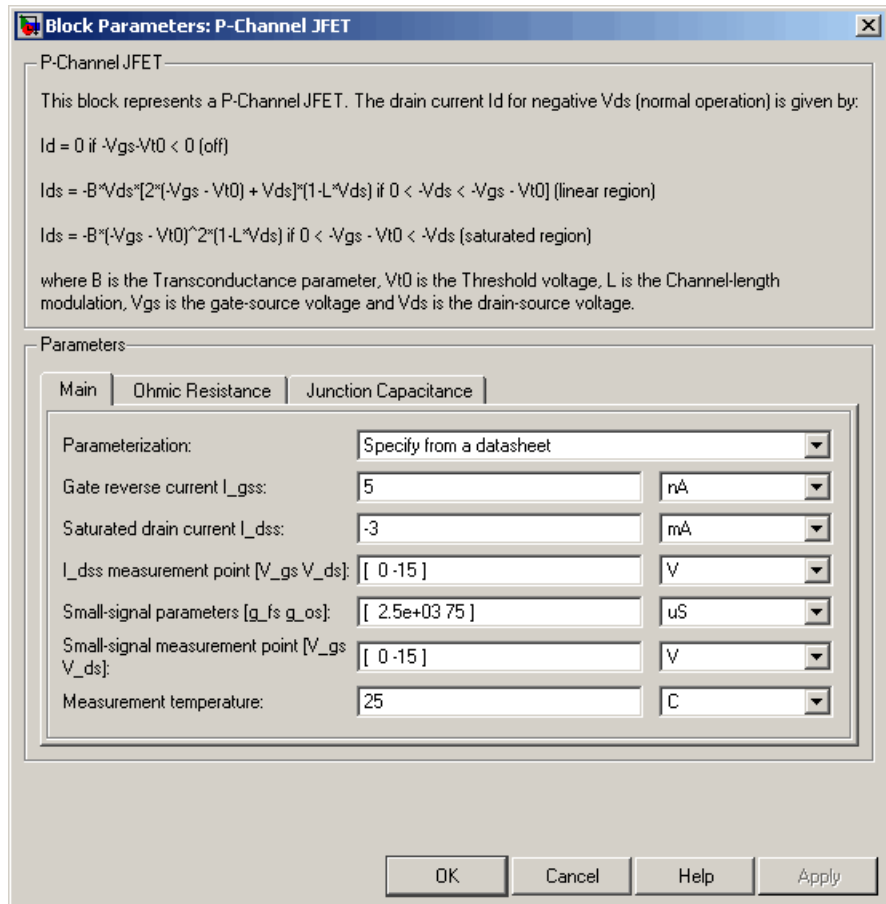 Block Parameters: P-Channel JFET
P-Channel JFET
This block represents a P-Channel JFET. The drain current Id for negative Vds (normal operation) is given by:
Id = 0 if -Vgs-Vt0 < 0 (off)
Ids = -B*Vds*[2*(-Vgs - Vt0) + Vds]*(1-L*Vds) if 0 < -Vds < -Vgs - Vt0] (linear region)
Ids = -B*(-Vgs - Vt0)^2*(1-L*Vds) if 0 < -Vgs - Vt0 < -Vds (saturated region)
where B is the Transconductance parameter, Vt0 is the Threshold voltage, L is the Channel-length
modulation, Vgs is the gate-source voltage and Vds is the drain-source voltage.
Parameters
Main Ohmic Resistance Junction Capacitance
Parameterization: Specify from a datasheet
Gate reverse current I_gss: 5 nA
Saturated drain current I_dss: -3 mA
I_dss measurement point [V_gs V_ds]: [ 0 -15 ] V
Small-signal parameters [g_fs g_os]: [ 2.5e+03 75 ] uS
Small-signal measurement point [V_gs
V_ds]: [ 0 -15 ] V
Measurement temperature: 25 C
OK Cancel Help Apply